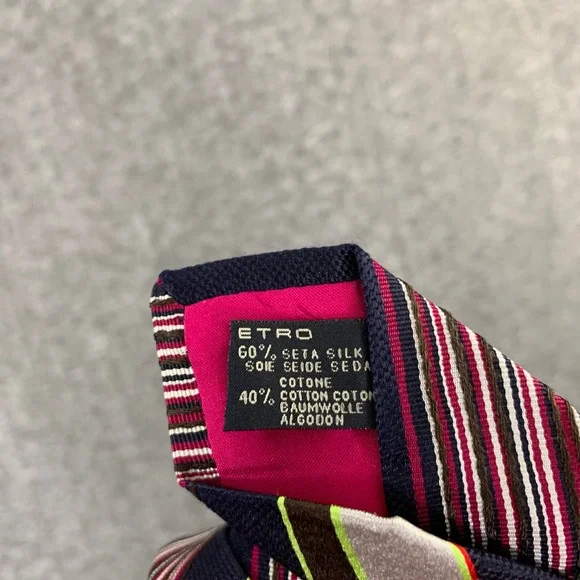 ETRO
60% SETA SILK
SOIE SEIDE SEDA
COTONE
40% COTTON COTON
BAUMWOLLE
ALGODON